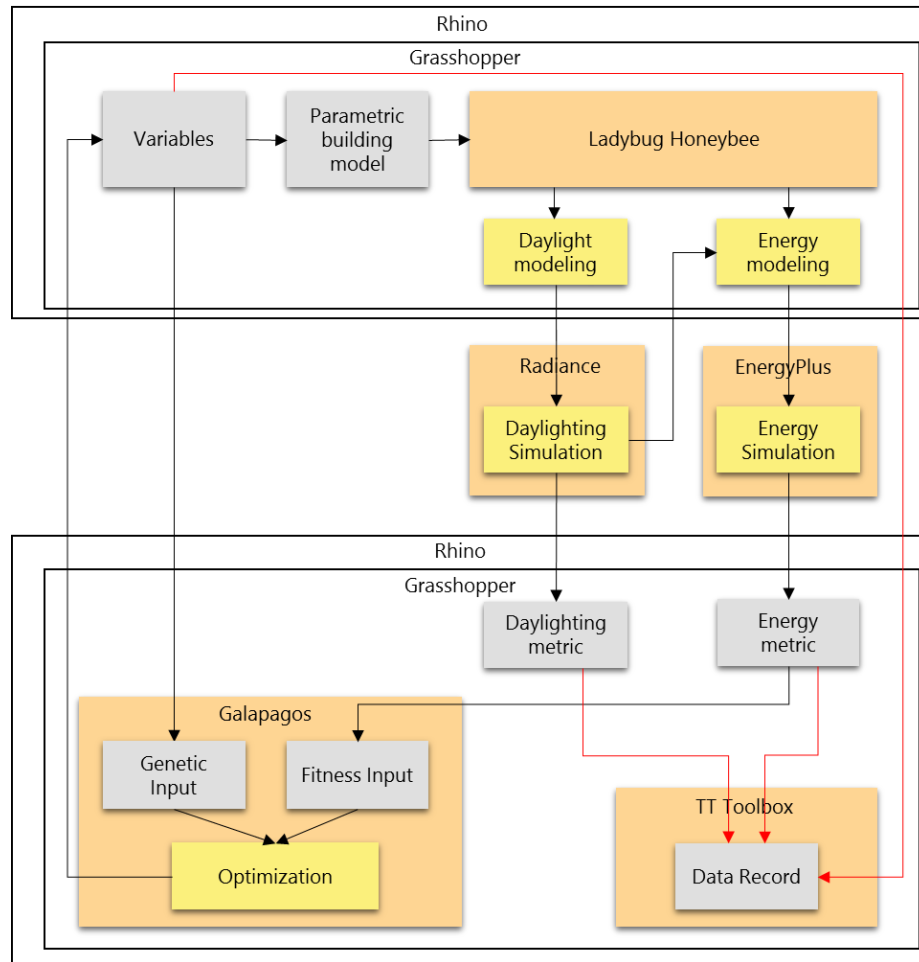 Rhino
Grasshopper
Variables
Parametric
building
model
Ladybug Honeybee
Daylight
modeling
Energy
modeling
Radiance
EnergyPlus
Daylighting
Simulation
Energy
Simulation
Rhino
Grasshopper
Daylighting
metric
Energy
metric
Galapagos
Genetic
Input
Fitness Input
Optimization
TT Toolbox
Data Record